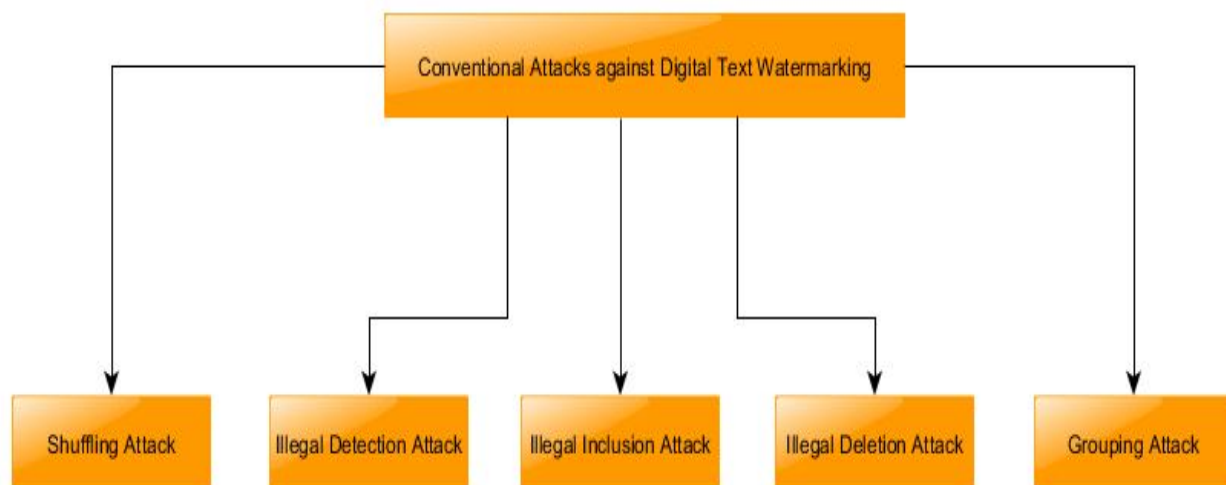 Conventional Attacks against Digital Text Watermarking
Shuffling Attack
Illegal Detection Attack
Illegal Inclusion Attack
Illegal Deletion Attack
Grouping Attack